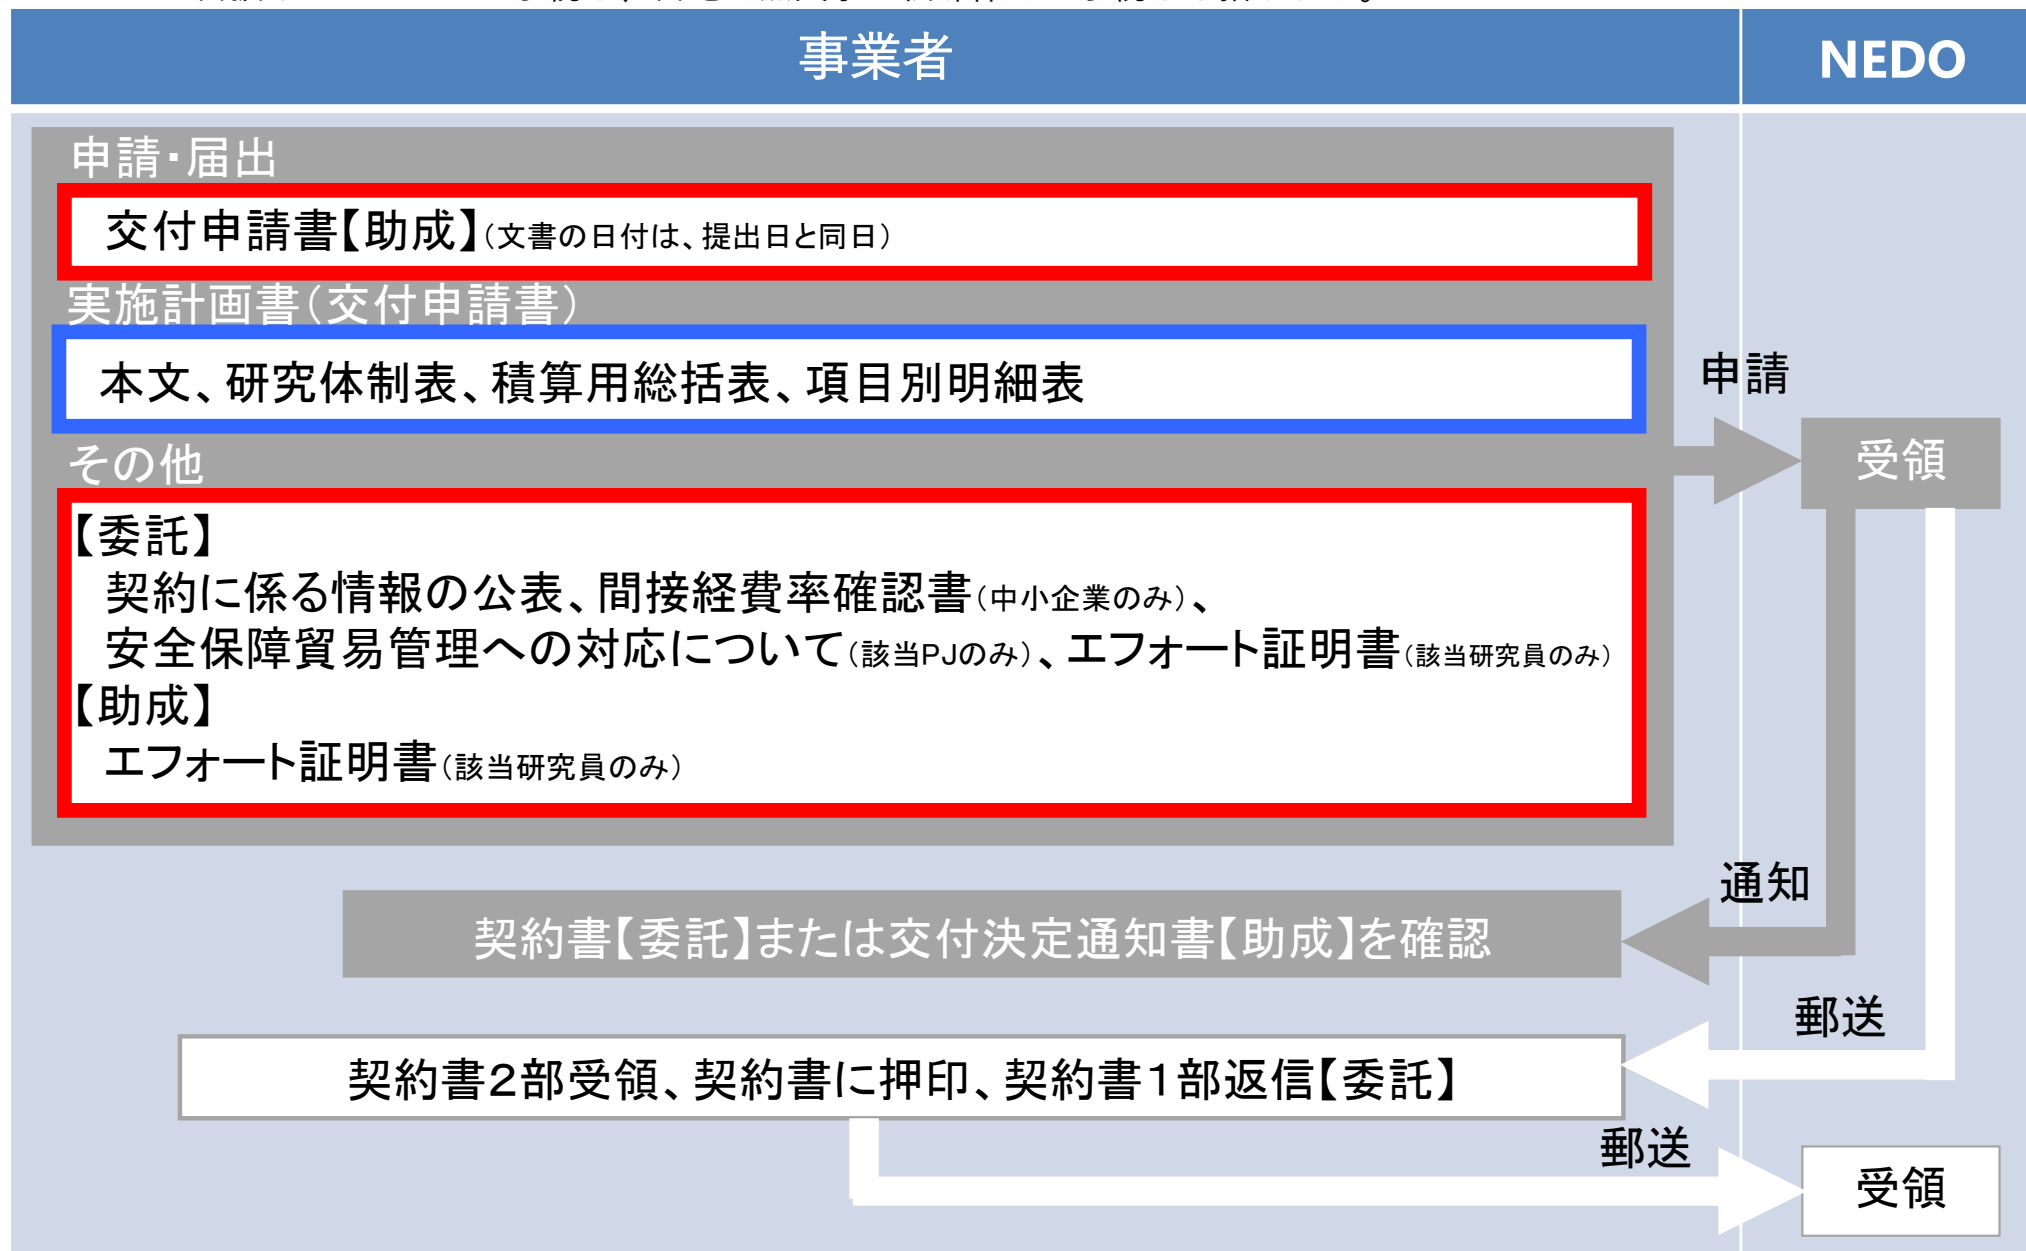 事業者
NEDO
申請・届出
交付申請書【助成】(文書の日付は、提出日と同日)
実施計画書(交付申請書)
本文、研究体制表、積算用総括表、項目別明細表
申請
受領
その他
【委託】
契約に係る情報の公表、間接経費率確認書(中小企業のみ)、
安全保障貿易管理への対応について(該当PJのみ)、エフォート証明書(該当研究員のみ)
【助成】
エフォート証明書(該当研究員のみ)
通知
契約書【委託】または交付決定通知書【助成】を確認
郵送
契約書2部受領、契約書に押印、契約書1部返信【委託】
郵送
受領